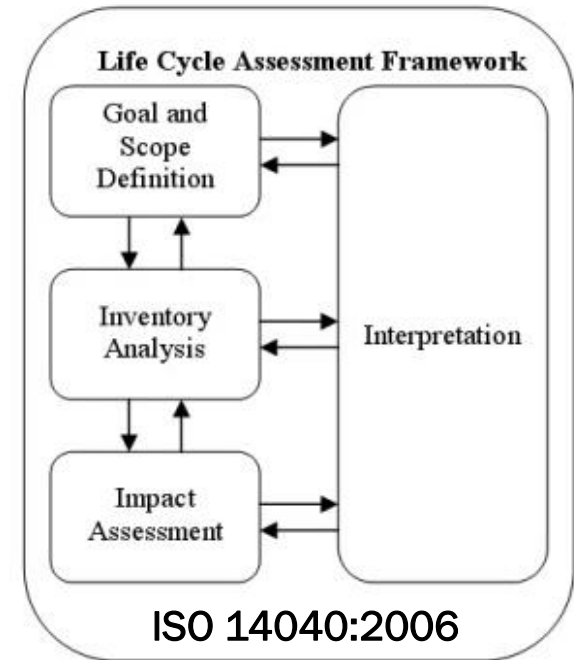 Life Cycle Assessment Framework
Goal and
Scope
Definition
Inventory
Analysis
Interpretation
Impact
Assessment
ISO 14040:2006